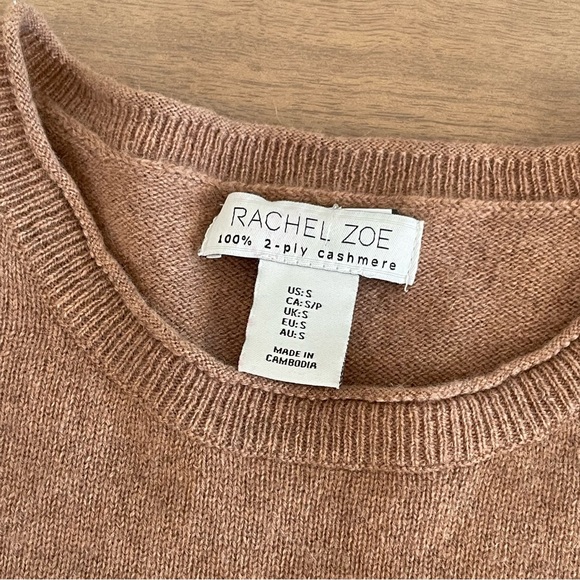 RACHEL ZOE
100% 2-ply cashmere
US: S
CA: S/P
UK: S
EU: S
AU: S
MADE IN
CAMBODIA